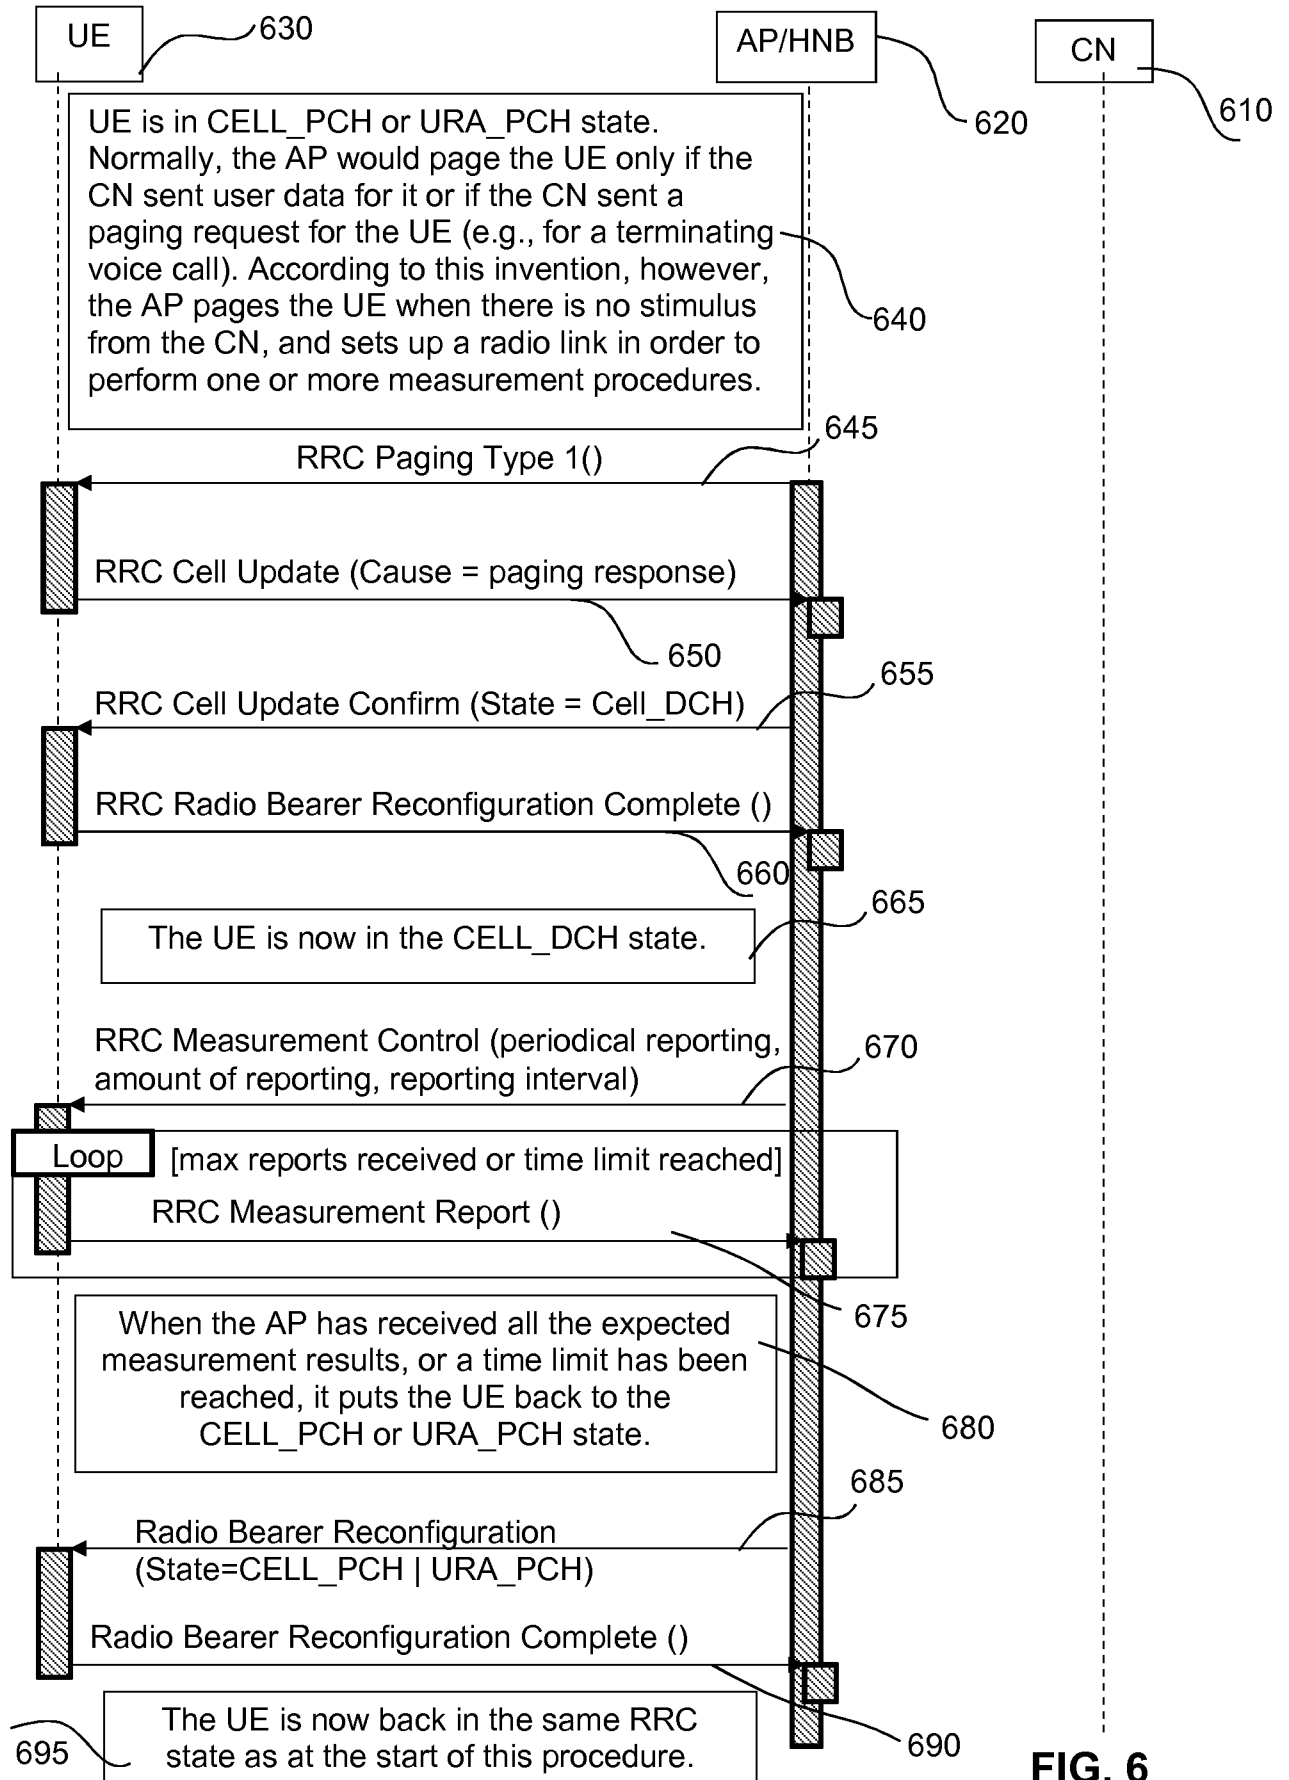 UE
630
AP/HNB
CN
620
610
UE is in CELL_PCH or URA_PCH state.
Normally, the AP would page the UE only if the
CN sent user data for it or if the CN sent a
paging request for the UE (e.g., for a terminating
voice call). According to this invention, however,
the AP pages the UE when there is no stimulus
from the CN, and sets up a radio link in order to
perform one or more measurement procedures.
640
645
RRC Paging Type 1()
RRC Cell Update (Cause = paging response)
650
655
RRC Cell Update Confirm (State = Cell_DCH)
RRC Radio Bearer Reconfiguration Complete ()
660
665
The UE is now in the CELL_DCH state.
RRC Measurement Control (periodical reporting,
amount of reporting, reporting interval)
670
Loop
[max reports received or time limit reached]
RRC Measurement Report ()
675
When the AP has received all the expected
measurement results, or a time limit has been
reached, it puts the UE back to the
CELL_PCH or URA_PCH state.
680
685
Radio Bearer Reconfiguration
(State=CELL_PCH | URA_PCH)
Radio Bearer Reconfiguration Complete ()
690
The UE is now back in the same RRC
state as at the start of this procedure.
695
FIG. 6